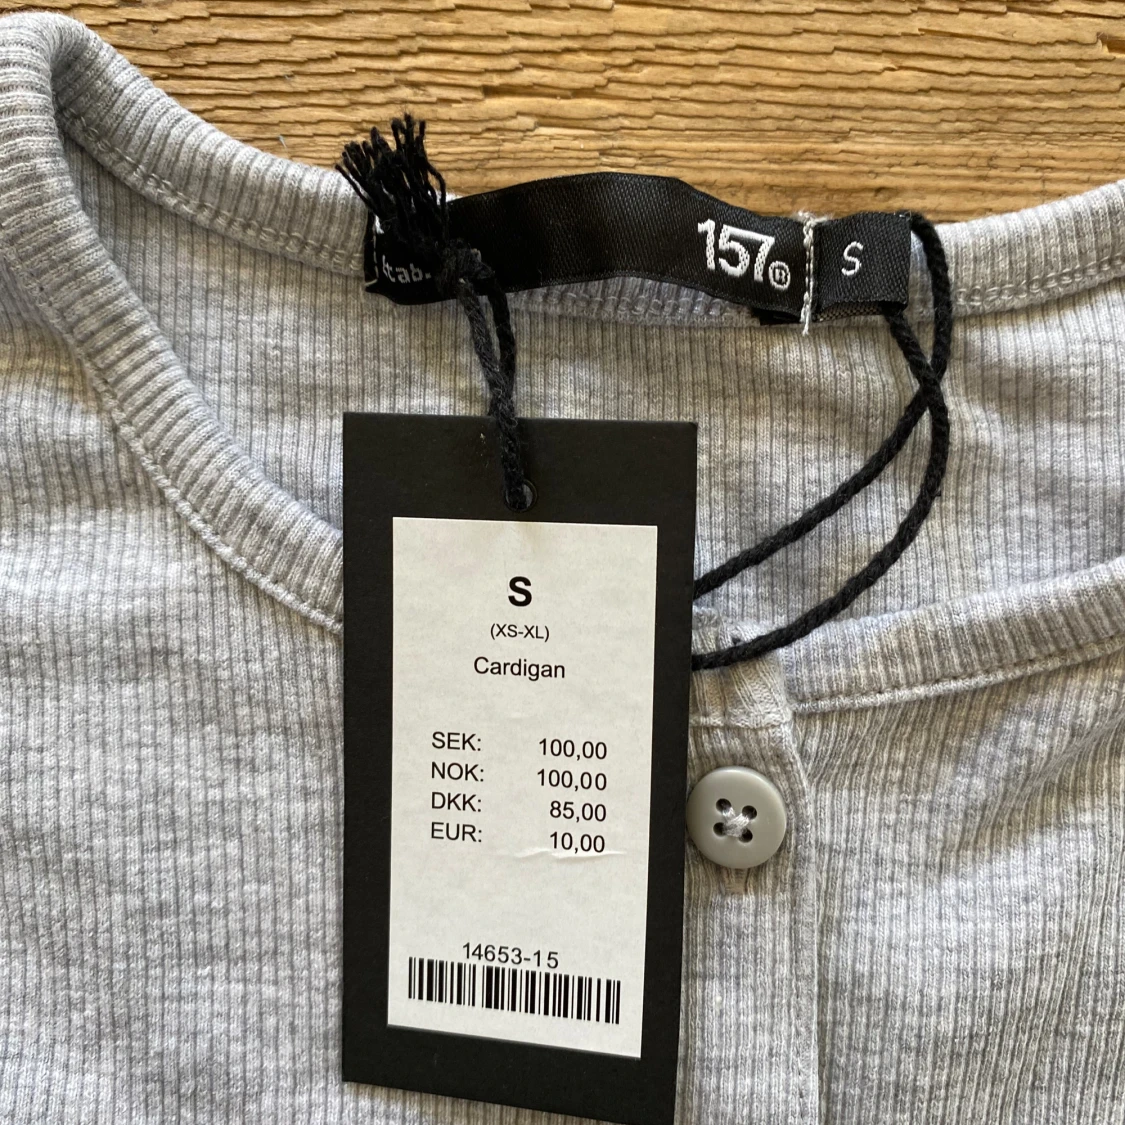 157
S
S
(XS-XL)
Cardigan
SEK: 100,00
NOK: 100,00
DKK: 85,00
EUR: 10,00
14653-15